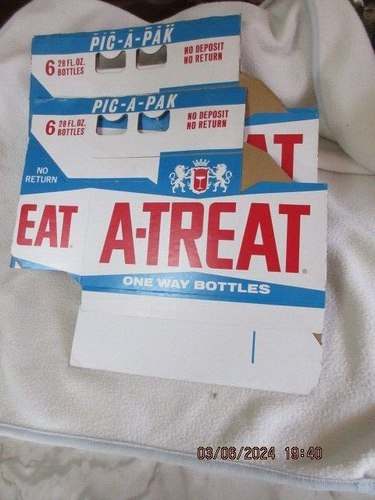 PIC-A-PAK
6 28 FL.OZ. BOTTLES
NO DEPOSIT
NO RETURN
PIC-A-PAK
6 28 FL.OZ. BOTTLES
NO DEPOSIT
NO RETURN
NO
RETURN
AT
EAT.
A-TREAT
ONE WAY BOTTLES
03/06/2024 19:40